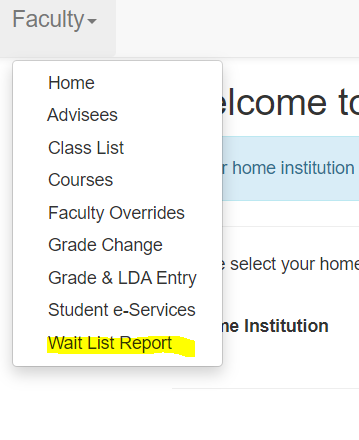 Faculty
Home
Advisees
Class List
Courses
Faculty Overrides
Grade Change
Grade & LDA Entry
Student e-Services
Wait List Report
elcome to
r home institution
select your home
me Institution